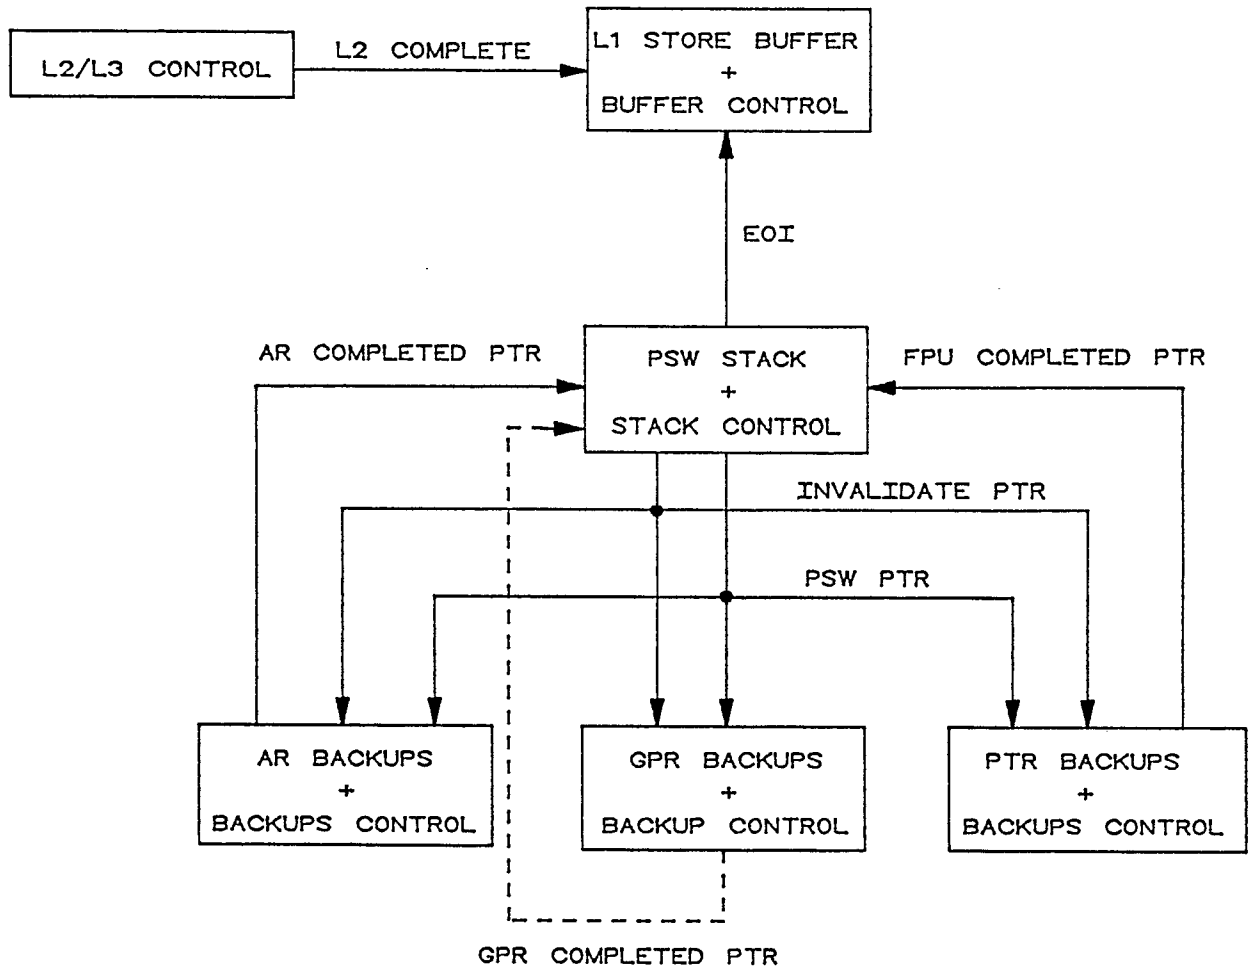 L2/L3 CONTROL
L2 COMPLETE
L1 STORE BUFFER
+
BUFFER CONTROL
EOI
AR COMPLETED PTR
PSW STACK
+
STACK CONTROL
FPU COMPLETED PTR
INVALIDATE PTR
PSW PTR
AR BACKUPS
+
BACKUPS CONTROL
GPR BACKUPS
+
BACKUP CONTROL
PTR BACKUPS
+
BACKUPS CONTROL
GPR COMPLETED PTR